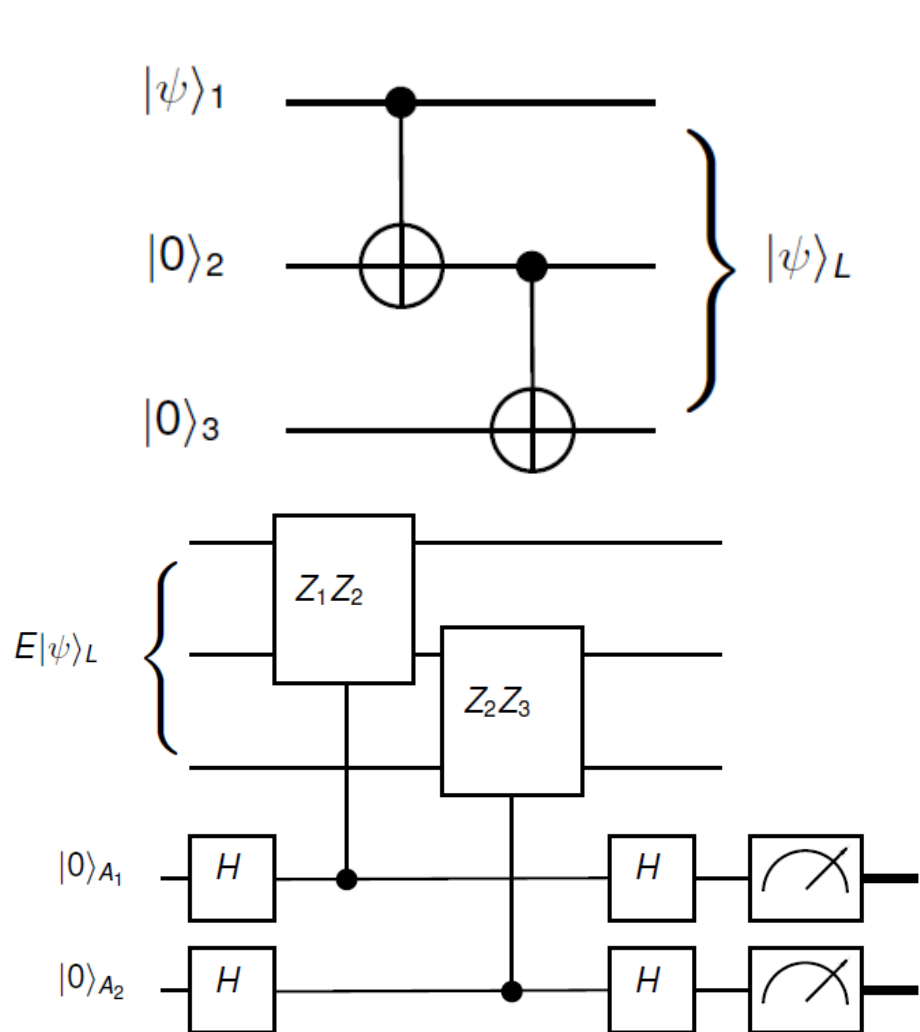 |ψ⟩₁
|0⟩₂
|ψ⟩L
|0⟩₃
Z₁Z₂
E|ψ⟩L
Z₂Z₃
|0⟩A₁ H H
|0⟩A₂ H H